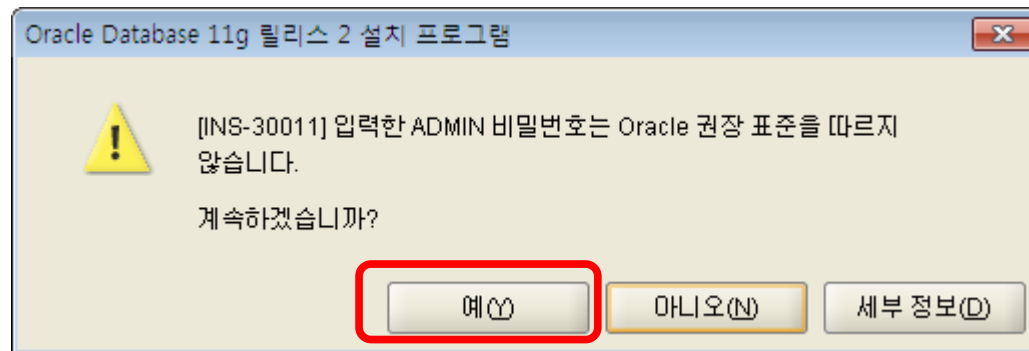 Oracle Database 11g 릴리스 2 설치 프로그램
[INS-30011] 입력한 ADMIN 비밀번호는 Oracle 권장 표준을 따르지
않습니다.
계속하겠습니까?
예(Y) 아니오(N) 세부 정보(D)